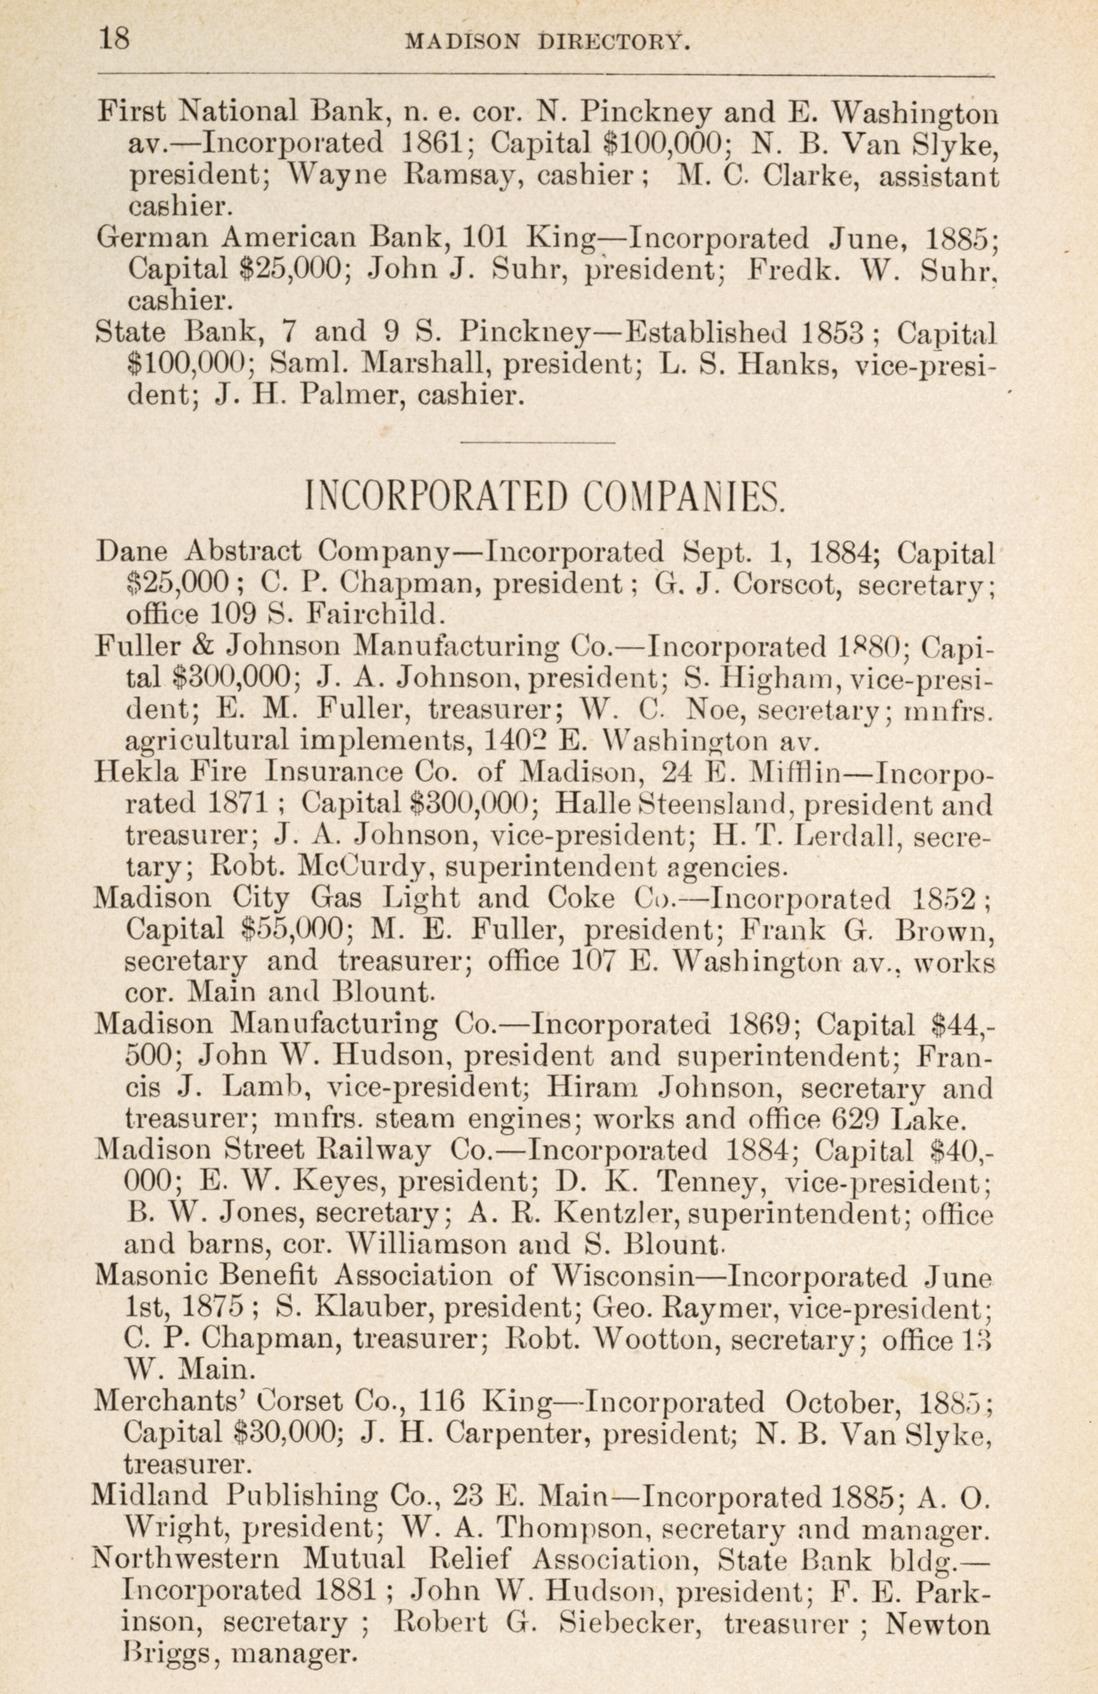 18
MADISON DIRECTORY.
First National Bank, n. e. cor. N. Pinckney and E. Washington
av.—Incorporated 1861; Capital $100,000; N. B. Van Slyke,
president; Wayne Ramsay, cashier; M. C. Clarke, assistant
cashier.
German American Bank, 101 King—Incorporated June, 1885;
Capital $25,000; John J. Suhr, president; Fredk. W. Suhr,
cashier.
State Bank, 7 and 9 S. Pinckney—Established 1853; Capital
$100,000; Saml. Marshall, president; L. S. Hanks, vice-presi-
dent; J. H. Palmer, cashier.
INCORPORATED COMPANIES.
Dane Abstract Company—Incorporated Sept. 1, 1884; Capital
$25,000; C. P. Chapman, president; G. J. Corscot, secretary;
office 109 S. Fairchild.
Fuller & Johnson Manufacturing Co.—Incorporated 1880; Capi-
tal $300,000; J. A. Johnson, president; S. Higham, vice-presi-
dent; E. M. Fuller, treasurer; W. C. Noe, secretary; mnfrs.
agricultural implements, 1402 E. Washington av.
Hekla Fire Insurance Co. of Madison, 24 E. Mifflin—Incorpo-
rated 1871; Capital $300,000; Halle Steensland, president and
treasurer; J. A. Johnson, vice-president; H. T. Lerdall, secre-
tary; Robt. McCurdy, superintendent agencies.
Madison City Gas Light and Coke Co.—Incorporated 1852;
Capital $55,000; M. E. Fuller, president; Frank G. Brown,
secretary and treasurer; office 107 E. Washington av., works
cor. Main and Blount.
Madison Manufacturing Co.—Incorporated 1869; Capital $44,-
500; John W. Hudson, president and superintendent; Fran-
cis J. Lamb, vice-president; Hiram Johnson, secretary and
treasurer; mnfrs. steam engines; works and office 629 Lake.
Madison Street Railway Co.—Incorporated 1884; Capital $40,-
000; E. W. Keyes, president; D. K. Tenney, vice-president;
B. W. Jones, secretary; A. R. Kentzler, superintendent; office
and barns, cor. Williamson and S. Blount.
Masonic Benefit Association of Wisconsin—Incorporated June
1st, 1875; S. Klauber, president; Geo. Raymer, vice-president;
C. P. Chapman, treasurer; Robt. Wootton, secretary; office 13
W. Main.
Merchants' Corset Co., 116 King—Incorporated October, 1885;
Capital $30,000; J. H. Carpenter, president; N. B. Van Slyke,
treasurer.
Midland Publishing Co., 23 E. Main—Incorporated 1885; A. O.
Wright, president; W. A. Thompson, secretary and manager.
Northwestern Mutual Relief Association, State Bank bldg.—
Incorporated 1881; John W. Hudson, president; F. E. Park-
inson, secretary; Robert G. Siebecker, treasurer; Newton
Briggs, manager.